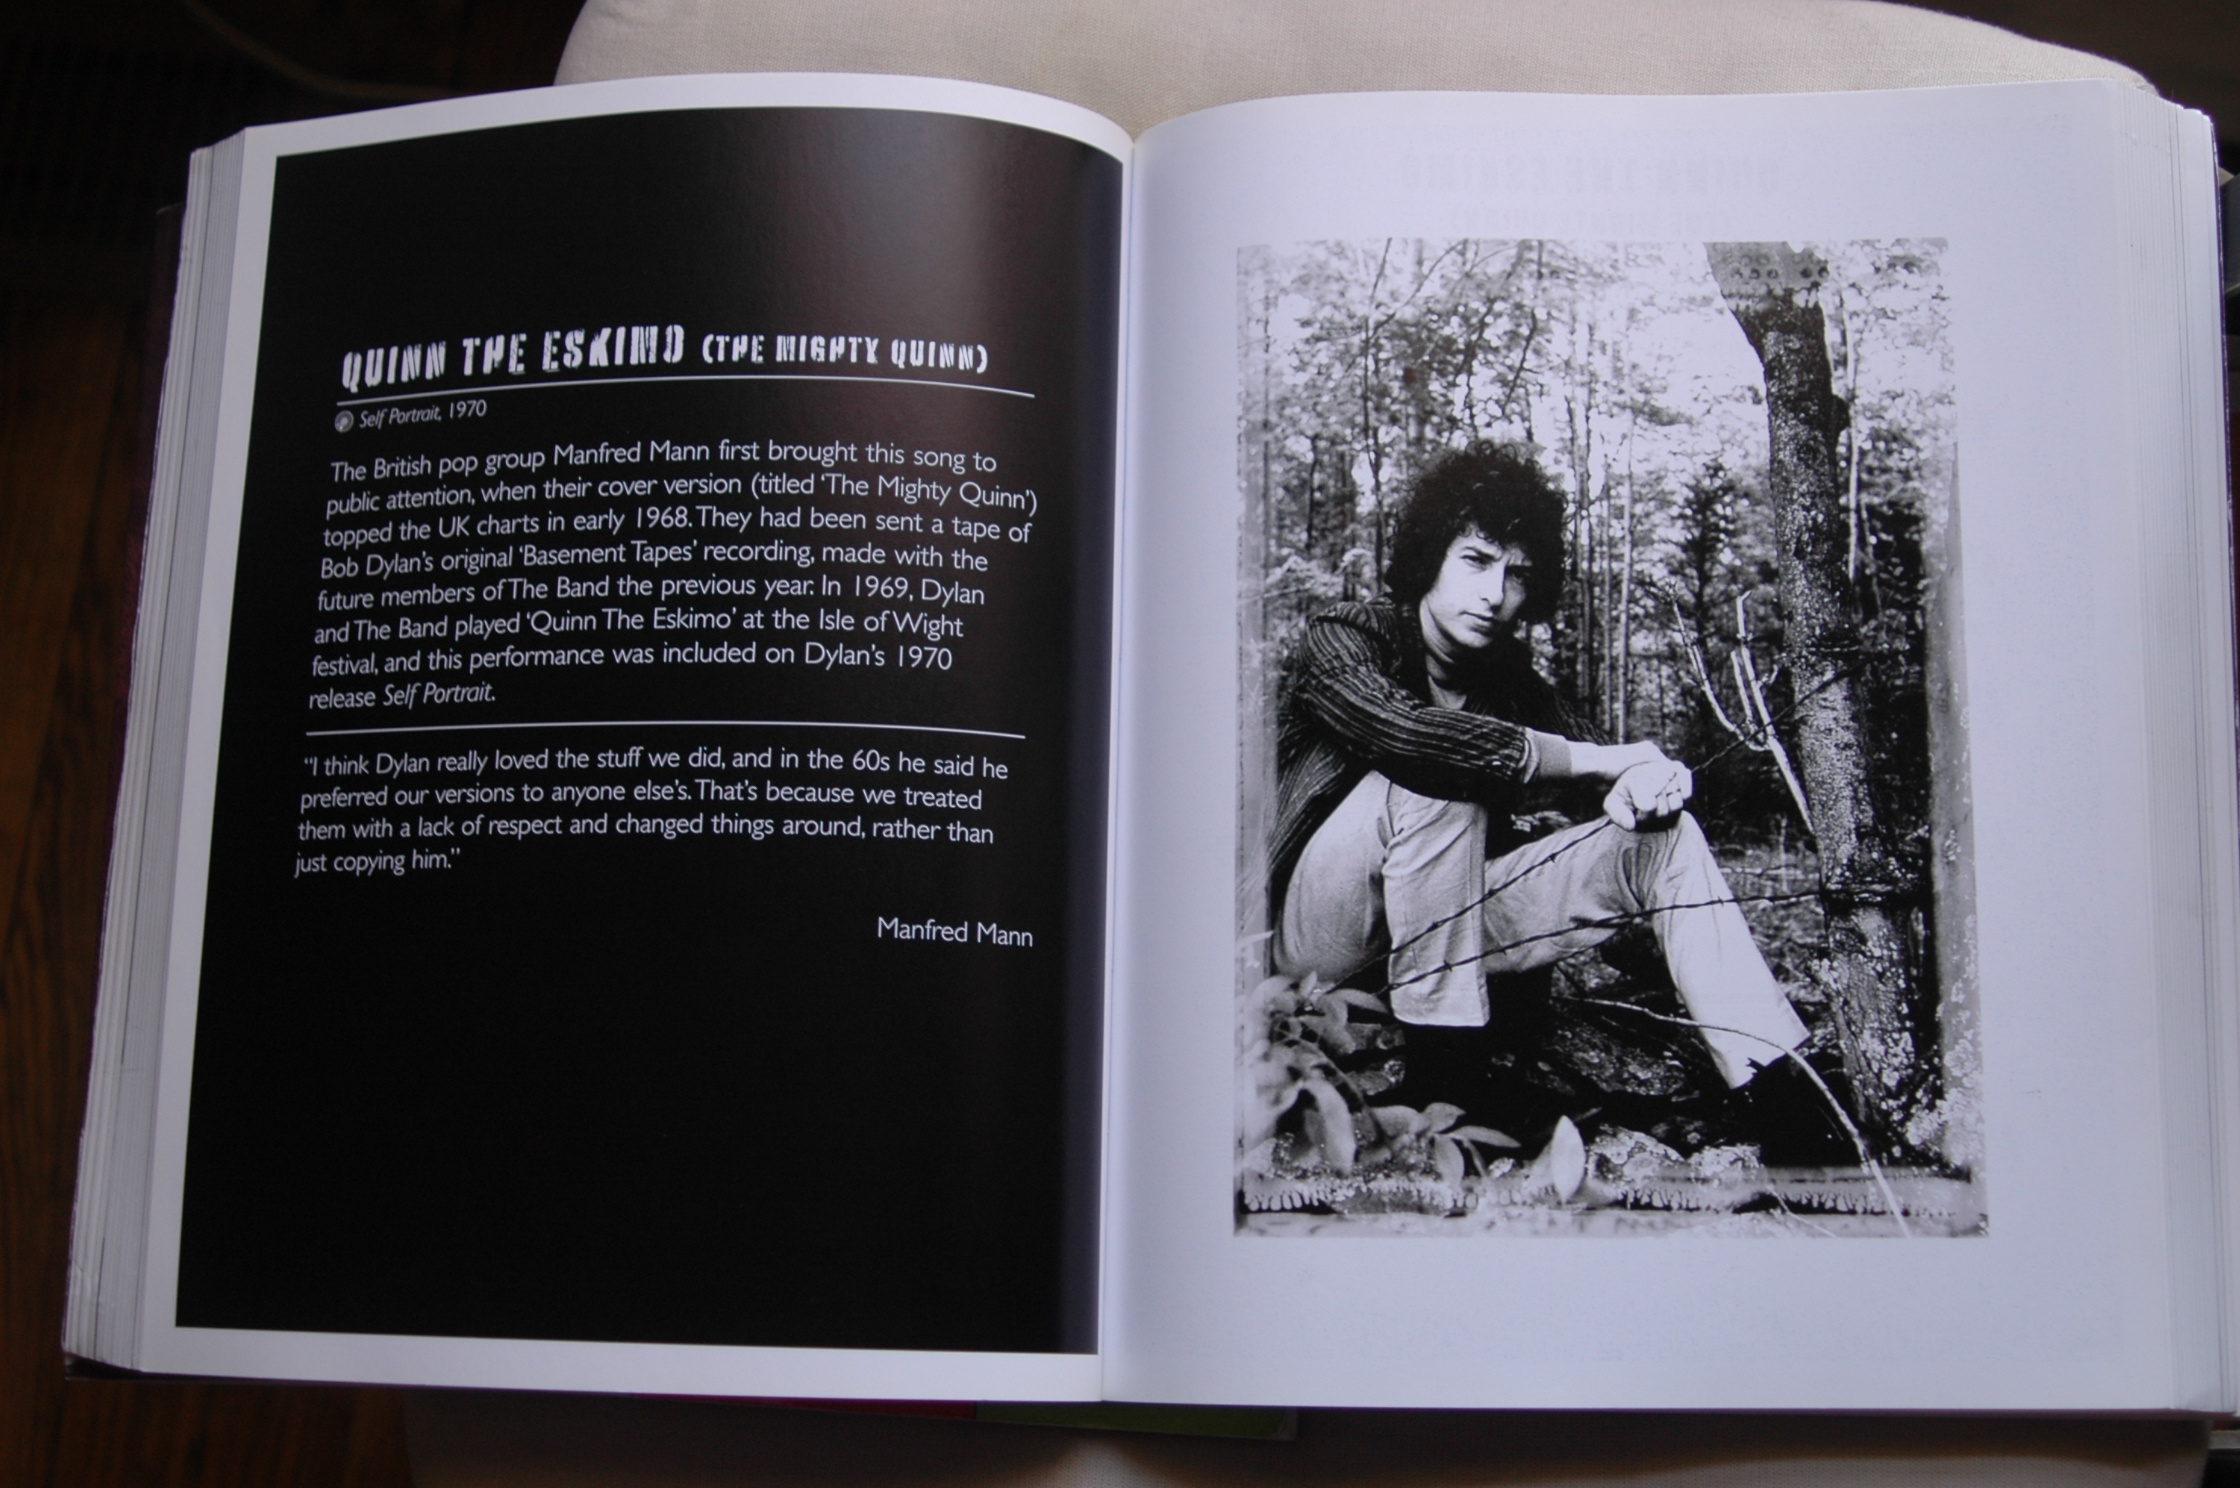 QUINN THE ESKIMO (THE MIGHTY QUINN)
Self Portrait, 1970
The British pop group Manfred Mann first brought this song to
public attention, when their cover version (titled ‘The Mighty Quinn’)
topped the UK charts in early 1968. They had been sent a tape of
Bob Dylan’s original ‘Basement Tapes’ recording, made with the
future members of The Band the previous year. In 1969, Dylan
and The Band played ‘Quinn The Eskimo’ at the Isle of Wight
festival, and this performance was included on Dylan’s 1970
release Self Portrait.
“I think Dylan really loved the stuff we did, and in the 60s he said he
preferred our versions to anyone else’s. That’s because we treated
them with a lack of respect and changed things around, rather than
just copying him.”
Manfred Mann
QUINN THE ESKIMO
(THE MIGHTY QUINN)